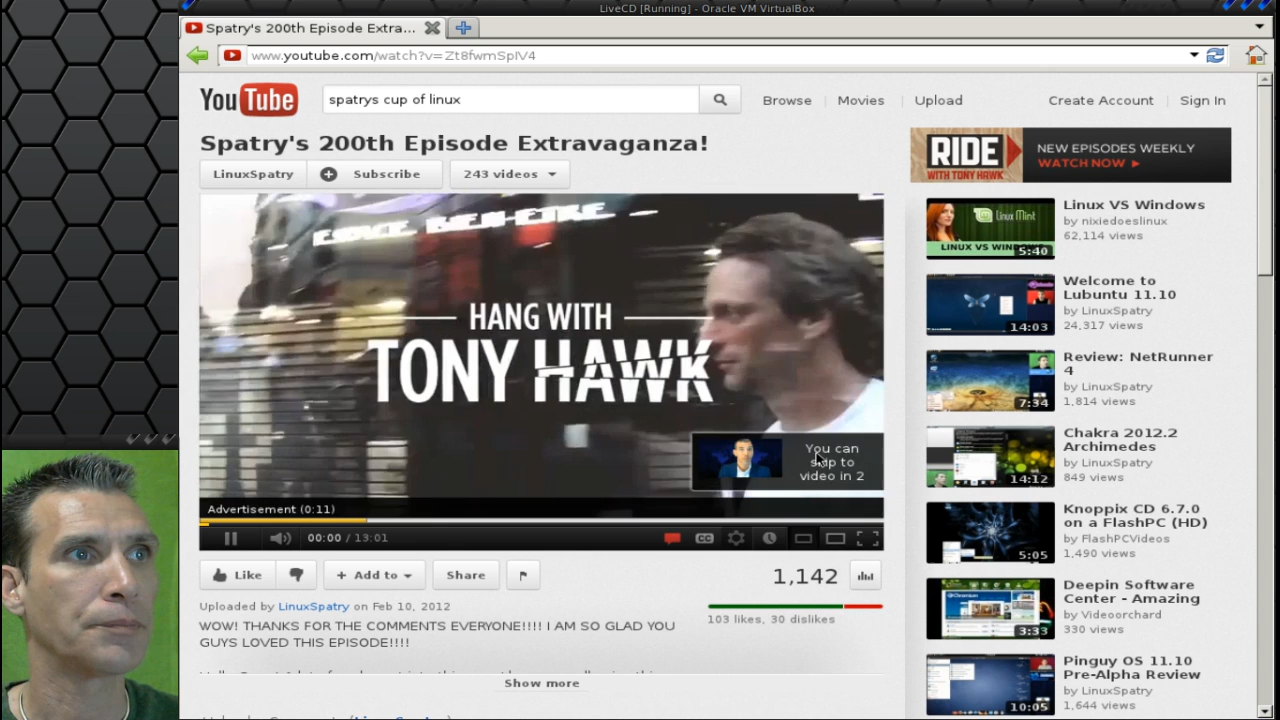 LiveCD [Running] - Oracle VM VirtualBox
Spatry's 200th Episode Extra...
www.youtube.com/watch?v=Zt8fwmSpIV4
YouTube
spatrys cup of linux
Browse
Movies
Upload
Create Account
Sign In
Spatry's 200th Episode Extravaganza!
LinuxSpatry
Subscribe
243 videos
HANG WITH
TONY HAWK
You can
skip to
video in 2
Advertisement (0:11)
00:00 / 13:01
CC
Like
+ Add to
Share
1,142
Uploaded by LinuxSpatry on Feb 10, 2012
103 likes, 30 dislikes
WOW! THANKS FOR THE COMMENTS EVERYONE!!!! I AM SO GLAD YOU
GUYS LOVED THIS EPISODE!!!!
Show more
RIDE
WITH TONY HAWK
NEW EPISODES WEEKLY
WATCH NOW
Linux Mint
LINUX VS WINDOWS
5:40
Linux VS Windows
by nixiedoeslinux
62,114 views
14:03
Welcome to
Lubuntu 11.10
by LinuxSpatry
24,317 views
7:34
Review: NetRunner
4
by LinuxSpatry
1,814 views
14:12
Chakra 2012.2
Archimedes
by LinuxSpatry
849 views
5:05
Knoppix CD 6.7.0
on a FlashPC (HD)
by FlashPCVideos
1,490 views
3:33
Deepin Software
Center - Amazing
by Videorchard
330 views
10:05
Pinguy OS 11.10
Pre-Alpha Review
by LinuxSpatry
1,644 views